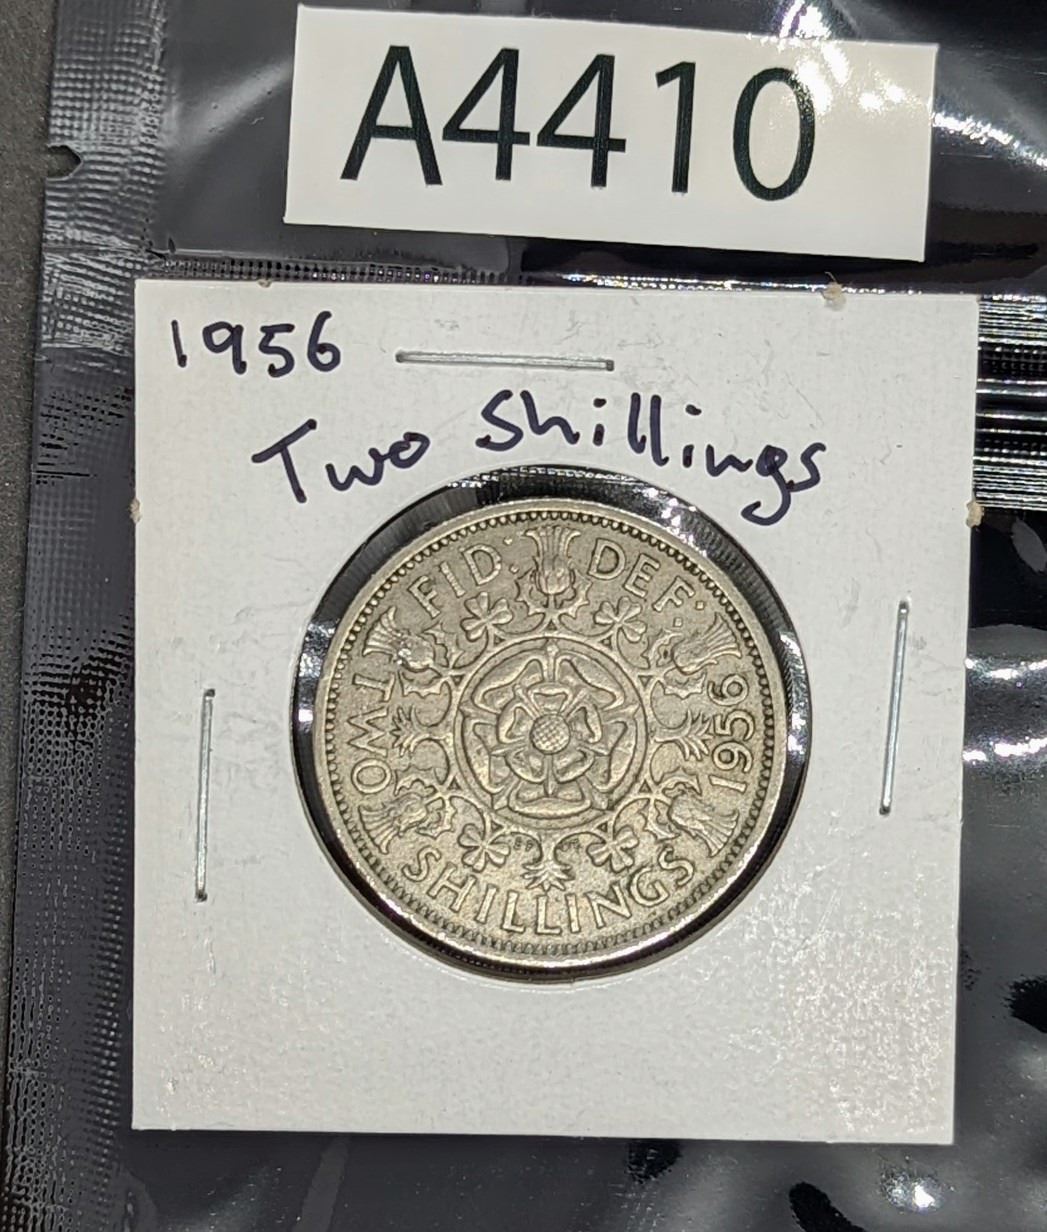 A4410
1956
Two Shillings
FID: DEF:
1956
TWO
SHILLINGS